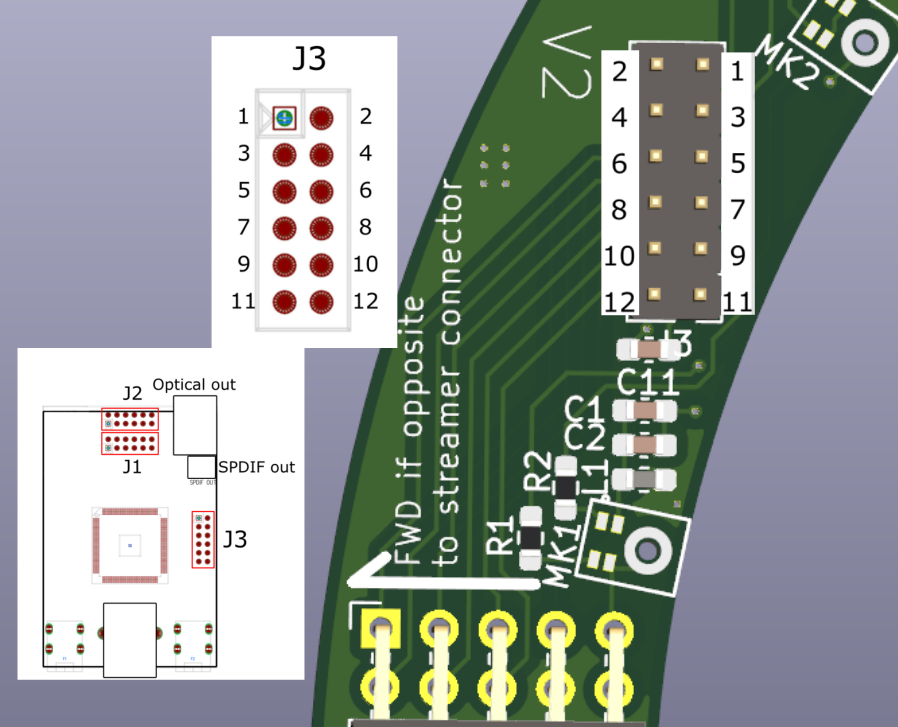 J3
1 2
3 4
5 6
7 8
9 10
11 12
V2
2 1
4 3
6 5
8 7
10 9
12 11
MK2
FWD if opposite
to streamer connector
J3
C11
C1
C2
R2
L1
R1
MK1
Optical out
J2
J1
SPDIF out
SPDIF OUT
J3